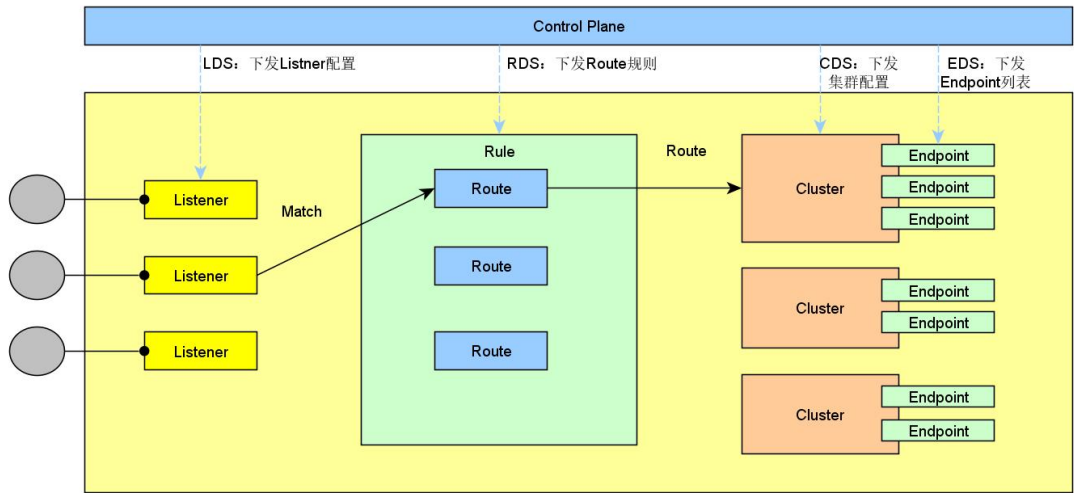 Control Plane
LDS：下发Listner配置
RDS：下发Route规则
CDS：下发
集群配置
EDS：下发
Endpoint列表
Rule
Route
Match
Route
Listener
Listener
Listener
Route
Route
Route
Cluster
Endpoint
Endpoint
Endpoint
Cluster
Endpoint
Endpoint
Cluster
Endpoint
Endpoint